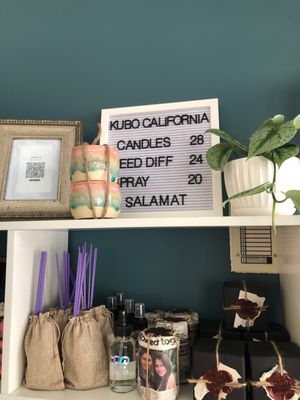 KUBO CALIFORNIA
CANDLES 28
EED DIFF 24
PRAY 20
SALAMAT